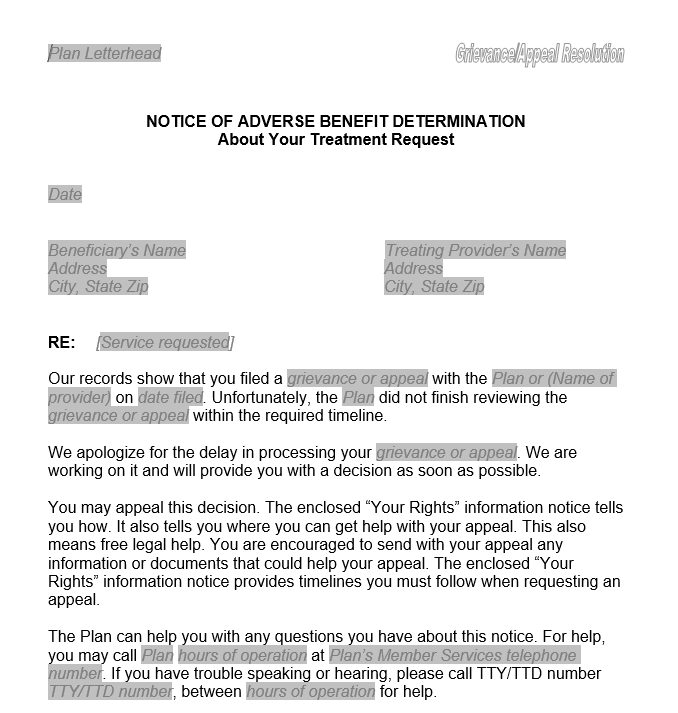 Plan Letterhead Grievance/Appeal Resolution
NOTICE OF ADVERSE BENEFIT DETERMINATION
About Your Treatment Request
Date
Beneficiary’s Name Treating Provider’s Name
Address Address
City, State Zip City, State Zip
RE: [Service requested]
Our records show that you filed a grievance or appeal with the Plan or (Name of
provider) on date filed. Unfortunately, the Plan did not finish reviewing the
grievance or appeal within the required timeline.
We apologize for the delay in processing your grievance or appeal. We are
working on it and will provide you with a decision as soon as possible.
You may appeal this decision. The enclosed “Your Rights” information notice tells
you how. It also tells you where you can get help with your appeal. This also
means free legal help. You are encouraged to send with your appeal any
information or documents that could help your appeal. The enclosed “Your
Rights” information notice provides timelines you must follow when requesting an
appeal.
The Plan can help you with any questions you have about this notice. For help,
you may call Plan hours of operation at Plan’s Member Services telephone
number. If you have trouble speaking or hearing, please call TTY/TTD number
TTY/TTD number, between hours of operation for help.